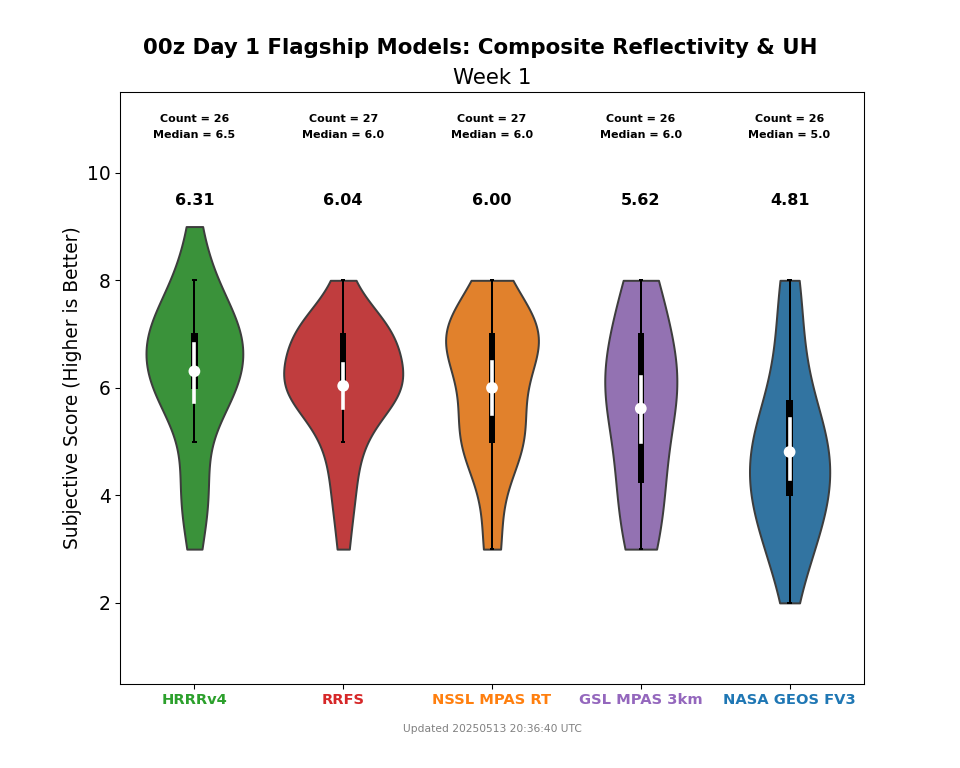 00z Day 1 Flagship Models: Composite Reflectivity & UH
Week 1
Count = 26 Count = 27 Count = 27 Count = 26 Count = 26
Median = 6.5 Median = 6.0 Median = 6.0 Median = 6.0 Median = 5.0
6.31 6.04 6.00 5.62 4.81
Subjective Score (Higher is Better)
10
8
6
4
2
HRRRv4 RRFS NSSL MPAS RT GSL MPAS 3km NASA GEOS FV3
Updated 20250513 20:36:40 UTC